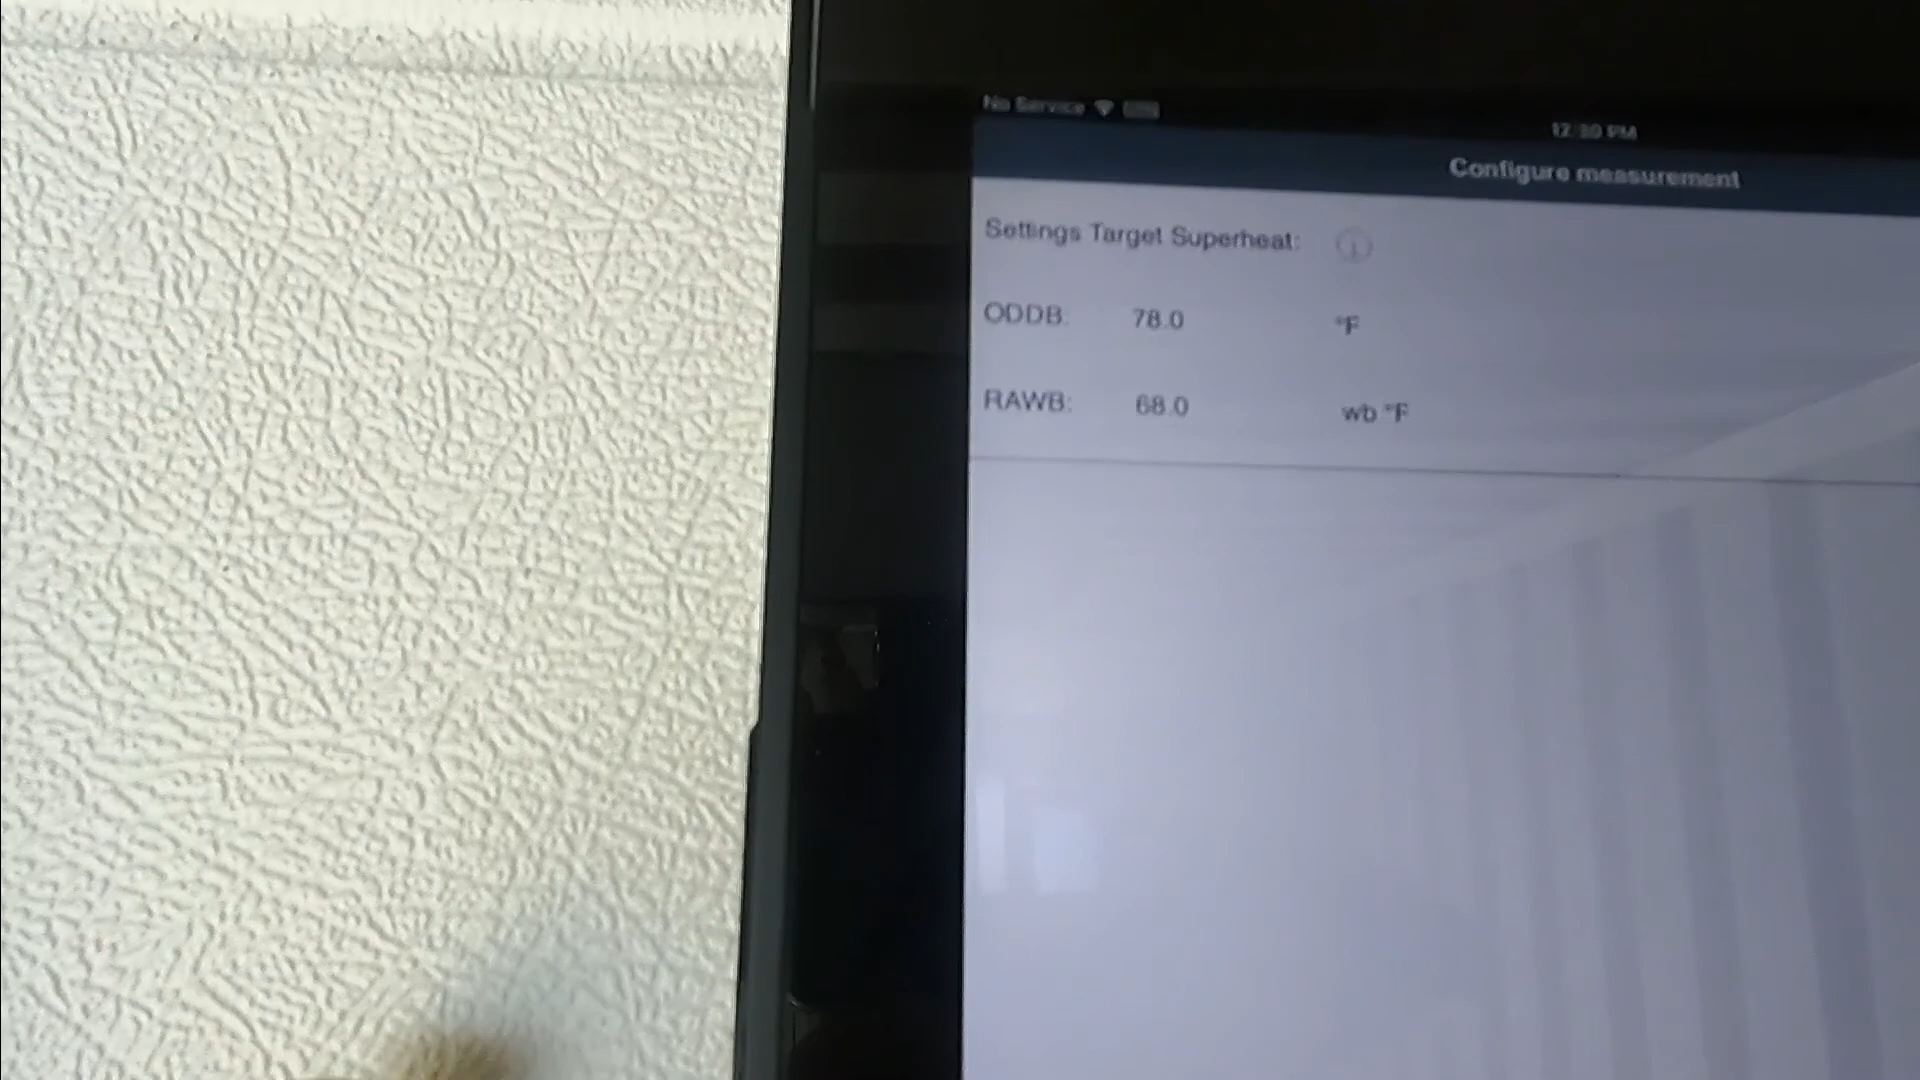 No Service
12:30 PM
Configure measurement
Settings Target Superheat:
ODDB: 78.0 °F
RAWB: 68.0 wb °F